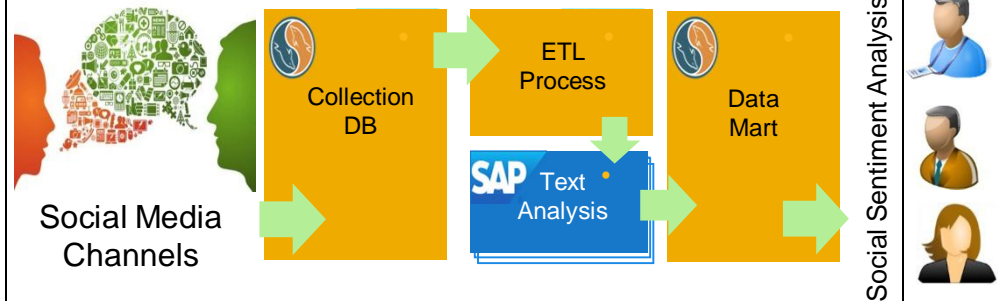 Social Media
Channels
Collection
DB
ETL
Process
SAP
Text
Analysis
Data
Mart
Social Sentiment Analysis